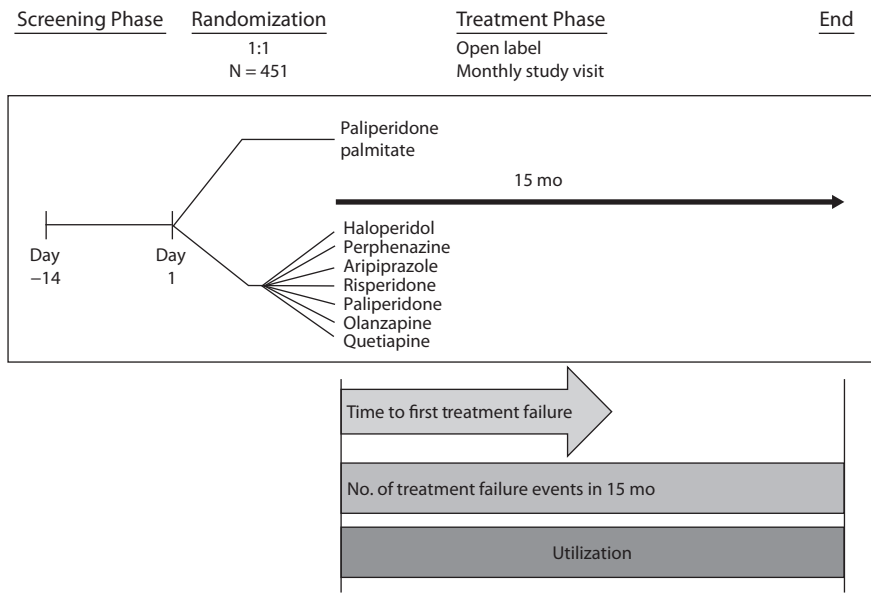 Screening Phase
Randomization
Treatment Phase
End
1:1
N = 451
Open label
Monthly study visit
Paliperidone
palmitate
15 mo
Day
−14
Day
1
Haloperidol
Perphenazine
Aripiprazole
Risperidone
Paliperidone
Olanzapine
Quetiapine
Time to first treatment failure
No. of treatment failure events in 15 mo
Utilization